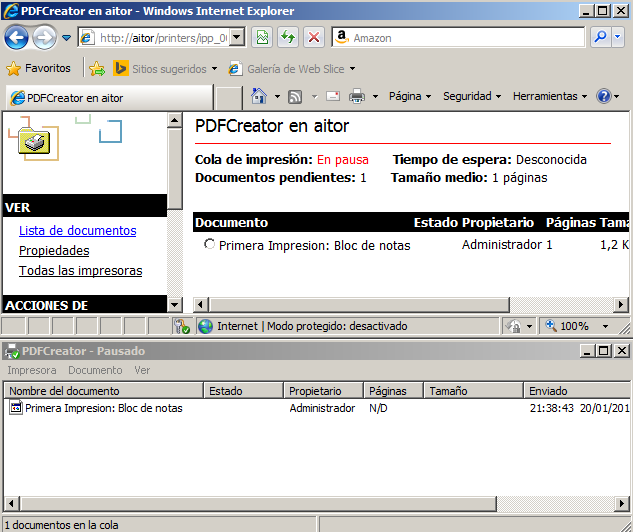 PDFCreator en aitor - Windows Internet Explorer
http://aitor/printers/ipp_0
Amazon
Favoritos
Sitios sugeridos
Galería de Web Slice
PDFCreator en aitor
Página
Seguridad
Herramientas
PDFCreator en aitor
Cola de impresión: En pausa Tiempo de espera: Desconocida
Documentos pendientes: 1 Tamaño medio: 1 páginas
VER
Lista de documentos
Propiedades
Todas las impresoras
ACCIONES DE
Documento Estado Propietario Páginas Tama
Primera Impresion: Bloc de notas Administrador 1 1,2 K
Internet | Modo protegido: desactivado 100%
PDFCreator - Pausado
Impresora Documento Ver
Nombre del documento Estado Propietario Páginas Tamaño Enviado
Primera Impresion: Bloc de notas Administrador N/D 21:38:43 20/01/201
1 documentos en la cola